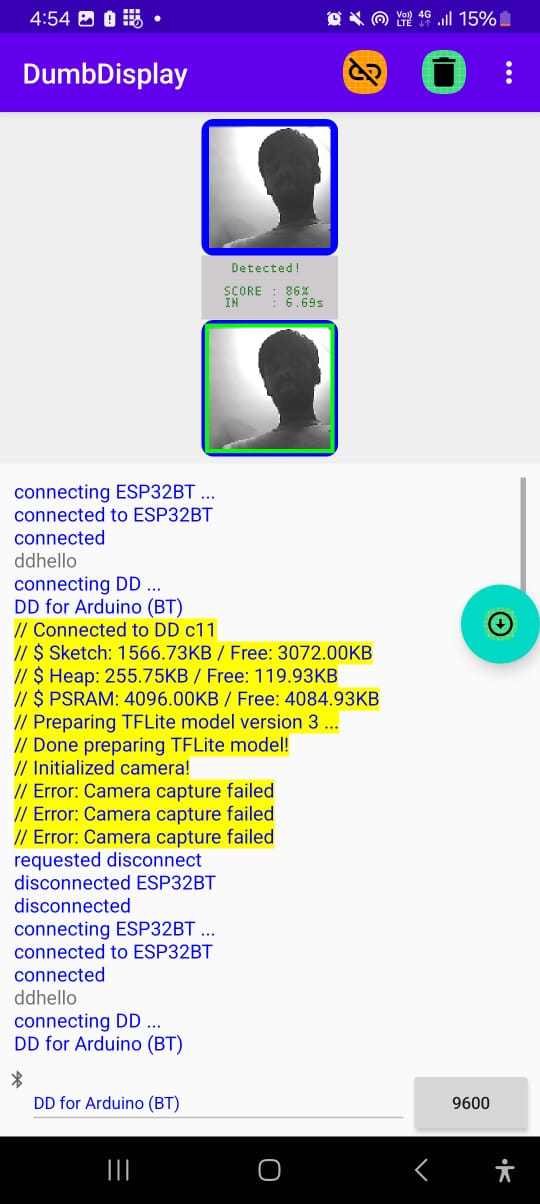 4:54
VoLTE 4G 15%
DumbDisplay
Detected!
SCORE : 86%
IN : 6.69s
connecting ESP32BT ...
connected to ESP32BT
connected
ddhello
connecting DD ...
DD for Arduino (BT)
// Connected to DD c11
// $ Sketch: 1566.73KB / Free: 3072.00KB
// $ Heap: 255.75KB / Free: 119.93KB
// $ PSRAM: 4096.00KB / Free: 4084.93KB
// Preparing TFLite model version 3 ...
// Done preparing TFLite model!
// Initialized camera!
// Error: Camera capture failed
// Error: Camera capture failed
// Error: Camera capture failed
requested disconnect
disconnected ESP32BT
disconnected
connecting ESP32BT ...
connected to ESP32BT
connected
ddhello
connecting DD ...
DD for Arduino (BT)
DD for Arduino (BT)
9600